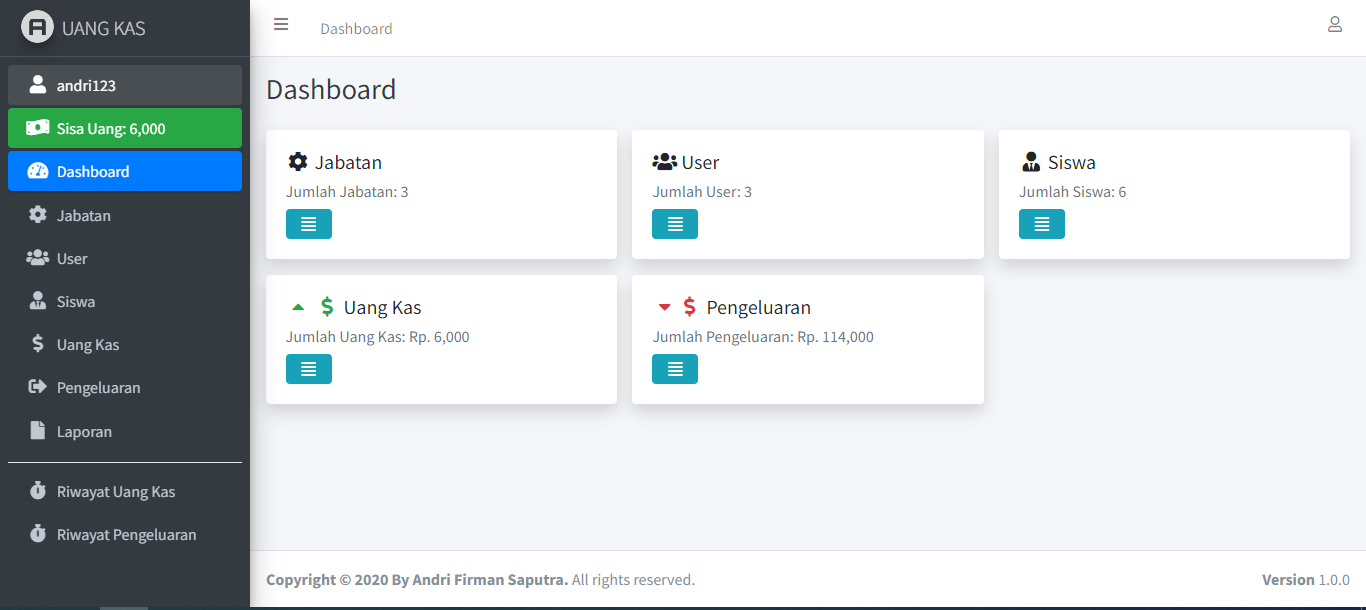 UANG KAS
Dashboard
andri123
Sisa Uang: 6,000
Dashboard
Jabatan
User
Siswa
Uang Kas
Pengeluaran
Laporan
Riwayat Uang Kas
Riwayat Pengeluaran
Dashboard
Jabatan
Jumlah Jabatan: 3
User
Jumlah User: 3
Siswa
Jumlah Siswa: 6
Uang Kas
Jumlah Uang Kas: Rp. 6,000
Pengeluaran
Jumlah Pengeluaran: Rp. 114,000
Copyright © 2020 By Andri Firman Saputra. All rights reserved.
Version 1.0.0